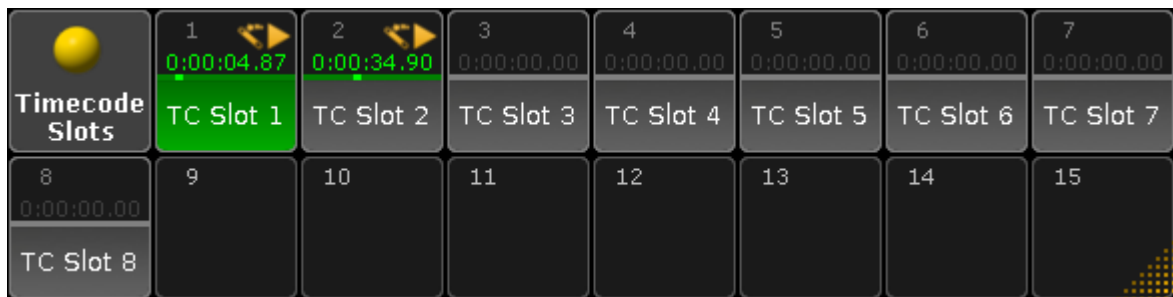 Timecode
Slots
1
0:00:04.87
TC Slot 1
2
0:00:34.90
TC Slot 2
3
0:00:00.00
TC Slot 3
4
0:00:00.00
TC Slot 4
5
0:00:00.00
TC Slot 5
6
0:00:00.00
TC Slot 6
7
0:00:00.00
TC Slot 7
8
0:00:00.00
TC Slot 8
9
10
11
12
13
14
15